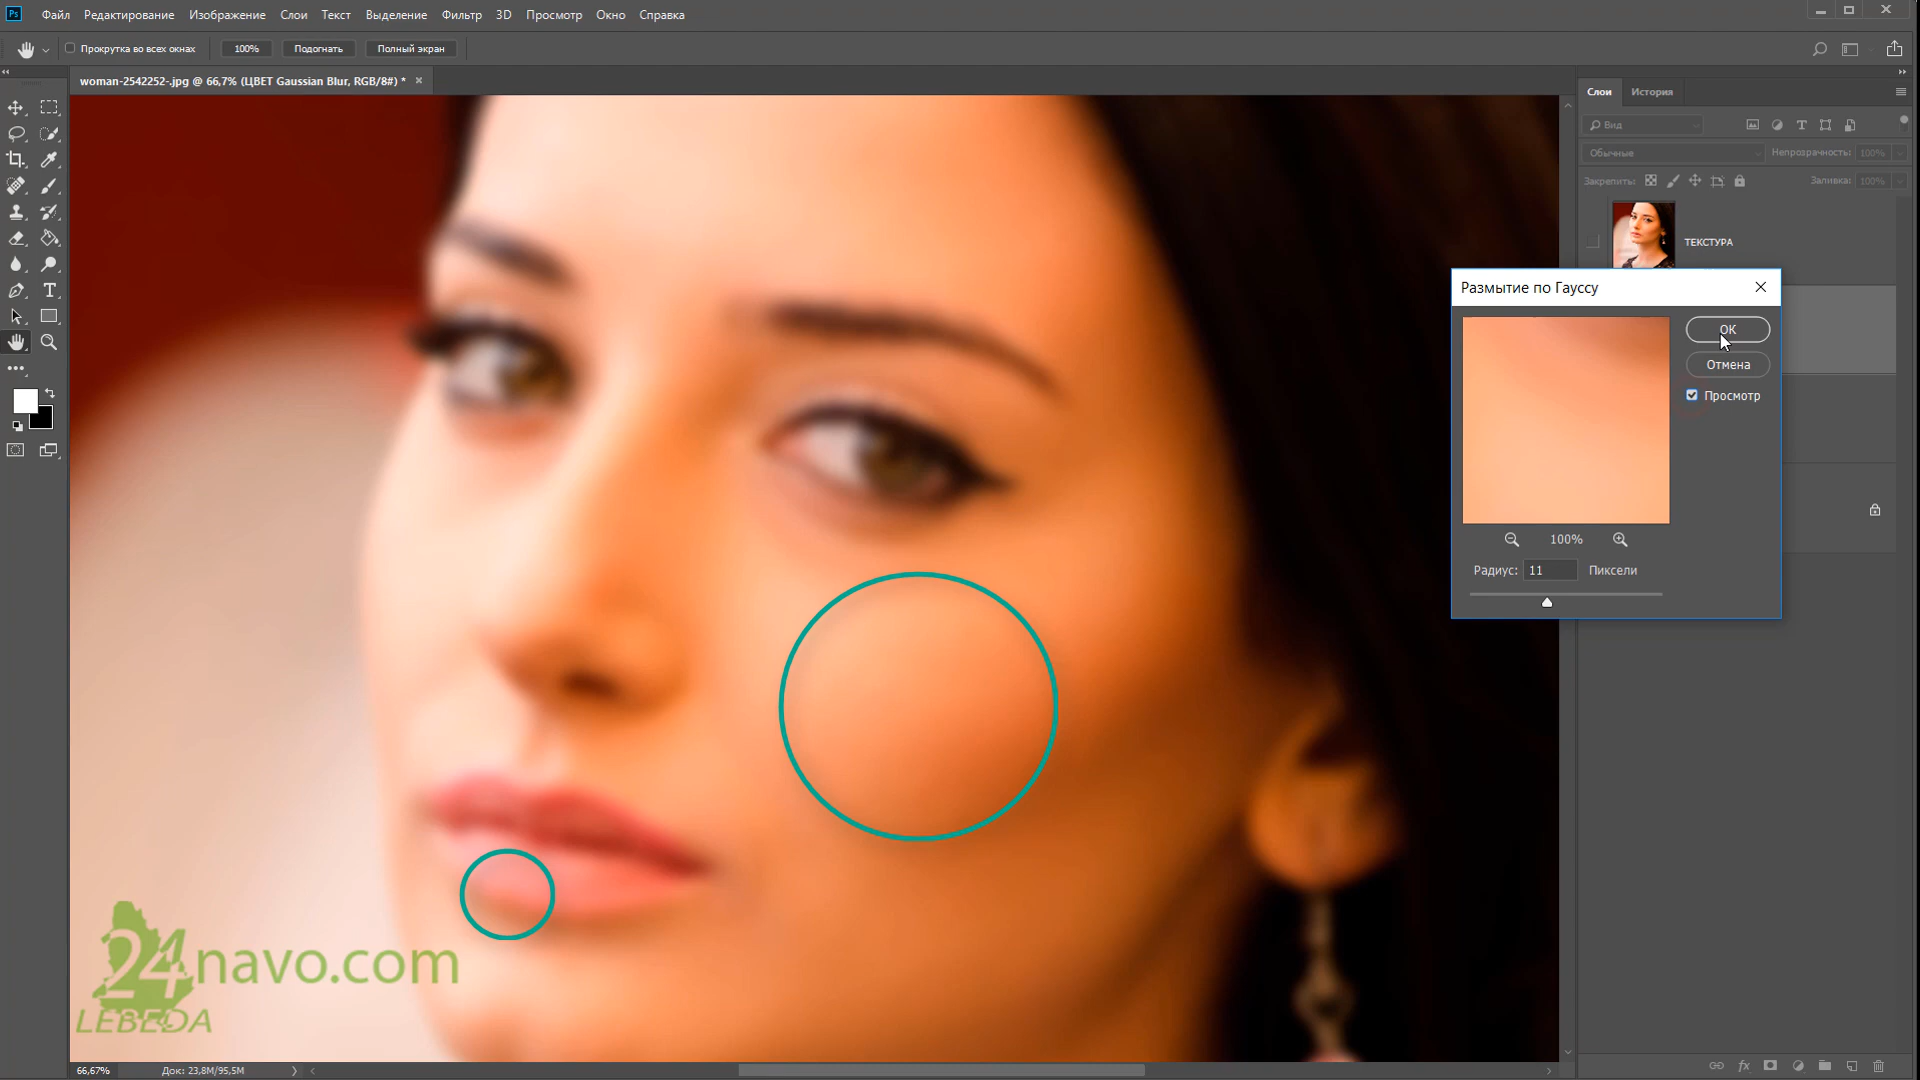 Ps Файл Редактирование Изображение Слои Текст Выделение Фильтр 3D Просмотр Окно Справка
Прокрутка во всех окнах 100% Подогнать Полный экран
woman-2542252-.jpg @ 66,7% (ЦВЕТ Gaussian Blur, RGB/8#) *
Слои История
Вид
Обычные Непрозрачность: 100%
Закрепить: Заливка: 100%
ТЕКСТУРА
Размытие по Гауссу
ОК
Отмена
Просмотр
100%
Радиус: 11 Пиксели
24navo.com
LEBEDA
66,67% Док: 23,8M/95,5M
fx